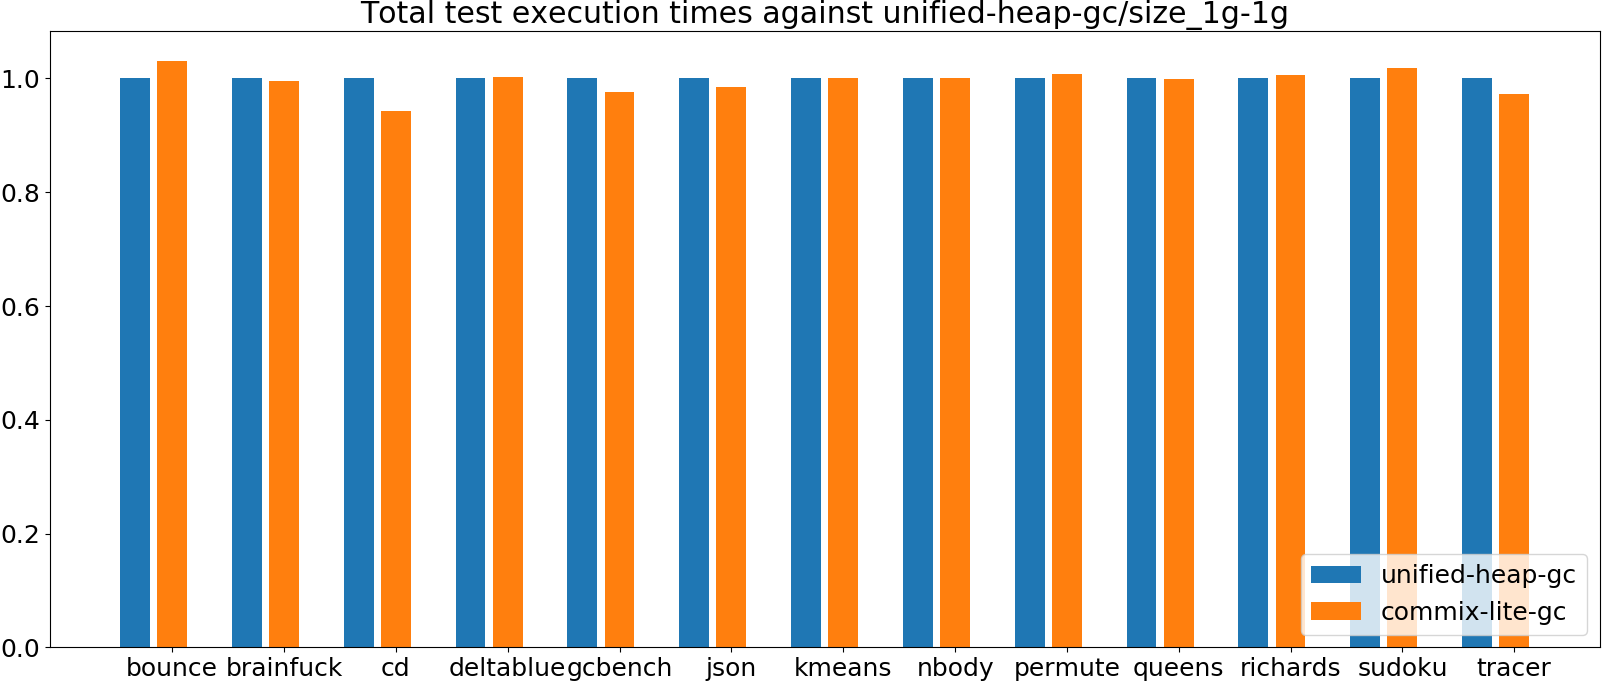 Total test execution times against unified-heap-gc/size_1g-1g
1.0
0.8
0.6
0.4
0.2
0.0
bounce brainfuck cd deltablue gcbench json kmeans nbody permute queens richards sudoku tracer
unified-heap-gc
commix-lite-gc